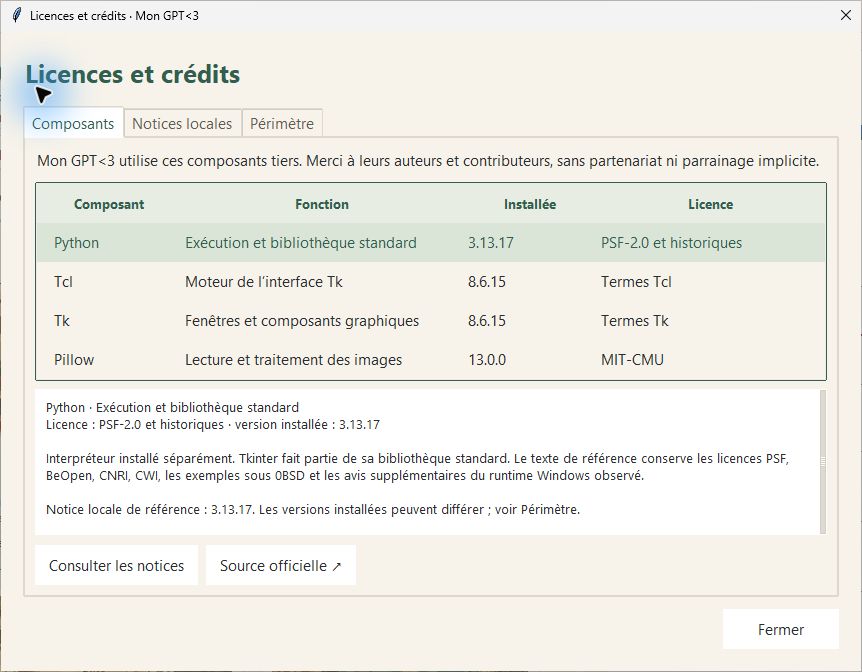 Licences et crédits · Mon GPT<3
Licences et crédits
Composants Notices locales Périmètre
Mon GPT<3 utilise ces composants tiers. Merci à leurs auteurs et contributeurs, sans partenariat ni parrainage implicite.
Composant Fonction Installée Licence
Python Exécution et bibliothèque standard 3.13.17 PSF-2.0 et historiques
Tcl Moteur de l’interface Tk 8.6.15 Termes Tcl
Tk Fenêtres et composants graphiques 8.6.15 Termes Tk
Pillow Lecture et traitement des images 13.0.0 MIT-CMU
Python · Exécution et bibliothèque standard
Licence : PSF-2.0 et historiques · version installée : 3.13.17
Interpréteur installé séparément. Tkinter fait partie de sa bibliothèque standard. Le texte de référence conserve les licences PSF,
BeOpen, CNRI, CWI, les exemples sous 0BSD et les avis supplémentaires du runtime Windows observé.
Notice locale de référence : 3.13.17. Les versions installées peuvent différer ; voir Périmètre.
Consulter les notices Source officielle ↗
Fermer